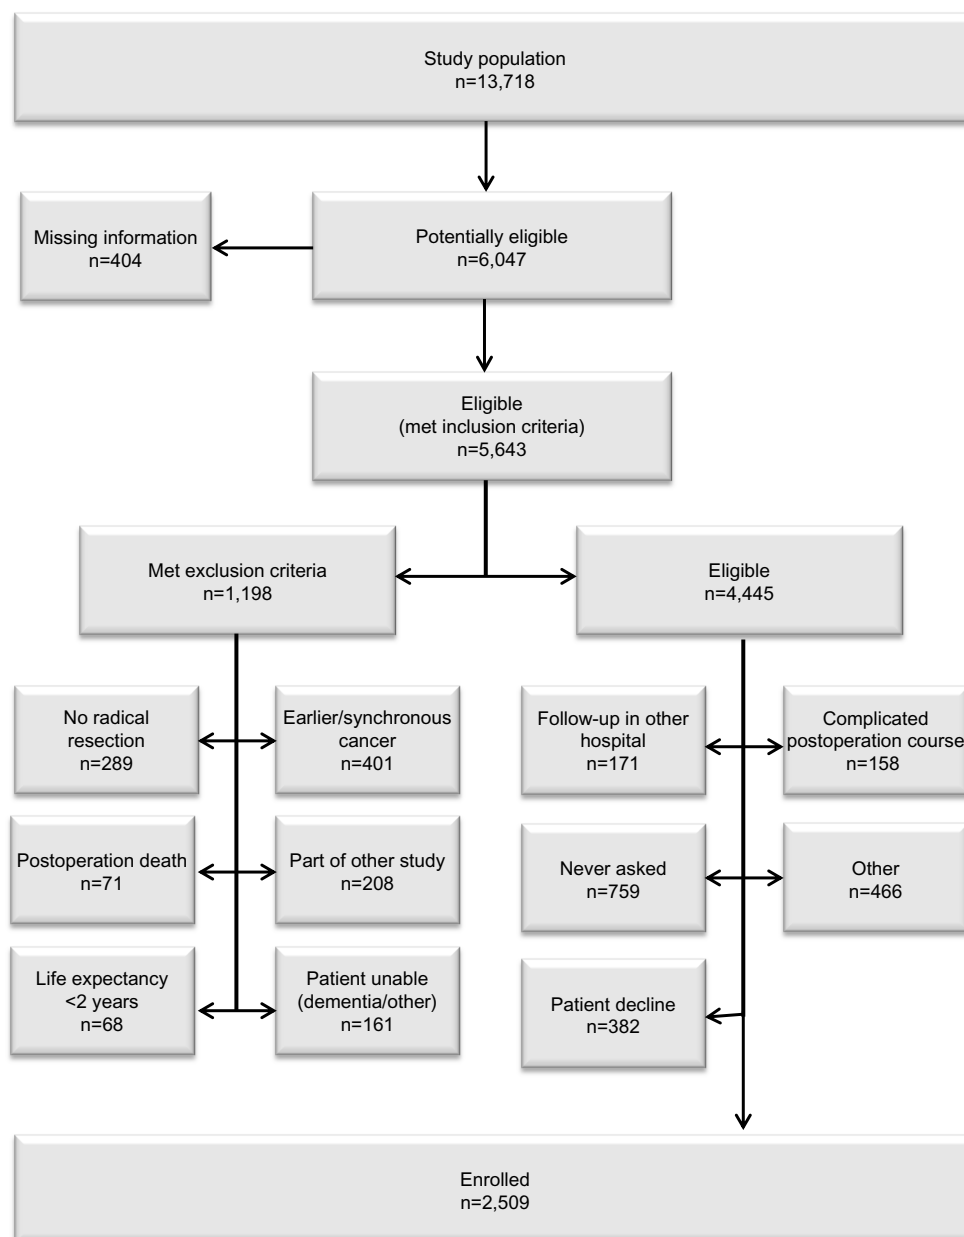 Study population
n=13,718
Missing information
n=404
Potentially eligible
n=6,047
Eligible
(met inclusion criteria)
n=5,643
Met exclusion criteria
n=1,198
Eligible
n=4,445
No radical
resection
n=289
Earlier/synchronous
cancer
n=401
Follow-up in other
hospital
n=171
Complicated
postoperation course
n=158
Postoperation death
n=71
Part of other study
n=208
Never asked
n=759
Other
n=466
Life expectancy
<2 years
n=68
Patient unable
(dementia/other)
n=161
Patient decline
n=382
Enrolled
n=2,509